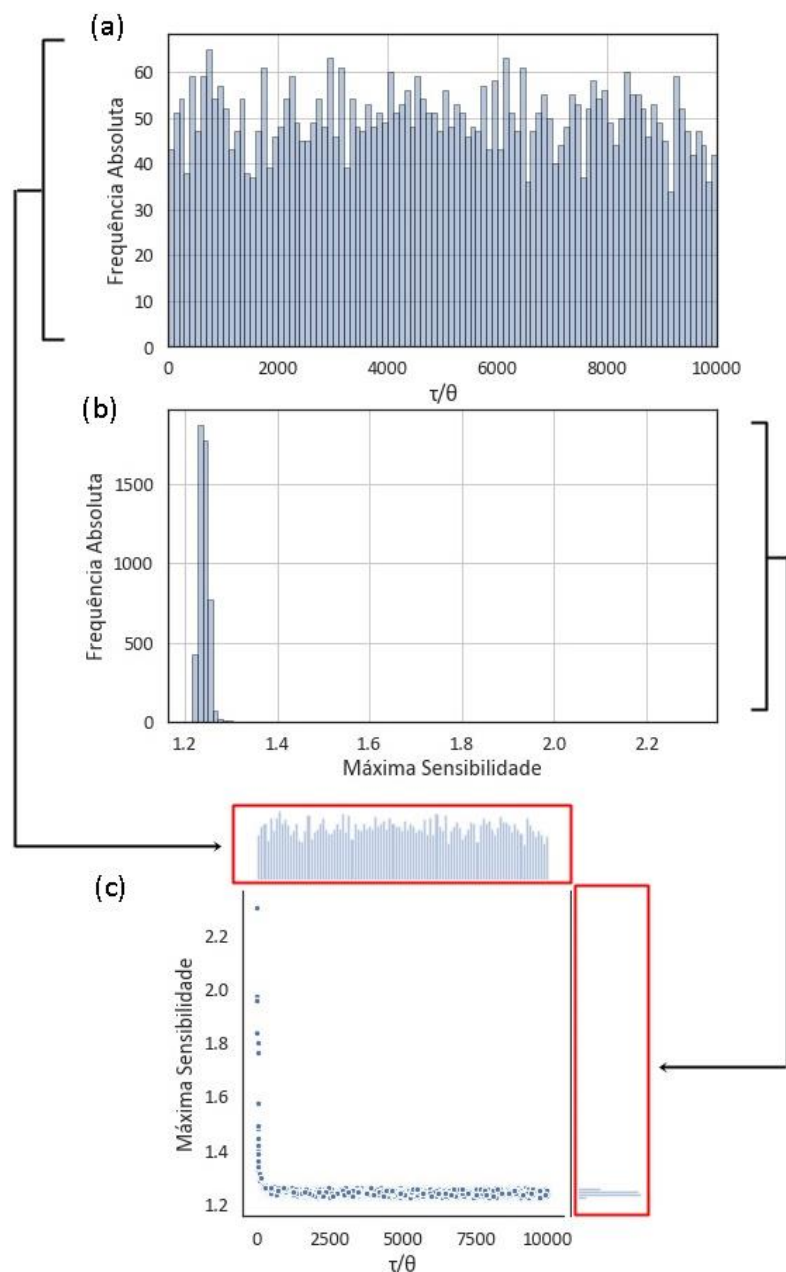 (a)
Frequência Absoluta
60
50
40
30
20
10
0
0 2000 4000 6000 8000 10000
τ/θ
(b)
Frequência Absoluta
1500
1000
500
0
1.2 1.4 1.6 1.8 2.0 2.2
Máxima Sensibilidade
(c)
Máxima Sensibilidade
2.2
2.0
1.8
1.6
1.4
1.2
0 2500 5000 7500 10000
τ/θ